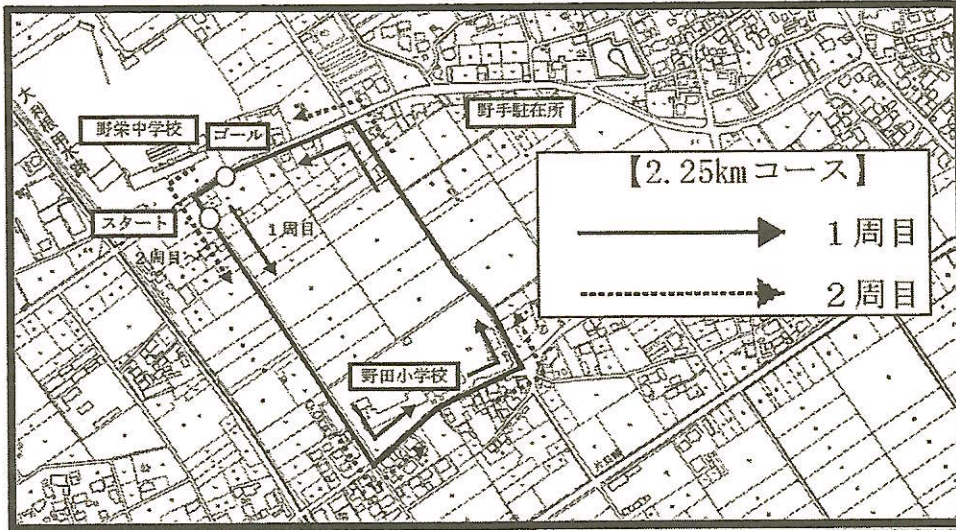 野手駐在所
野栄中学校
ゴール
【2.25kmコース】
スタート
1周目
1周目
2周目
2周目
野田小学校